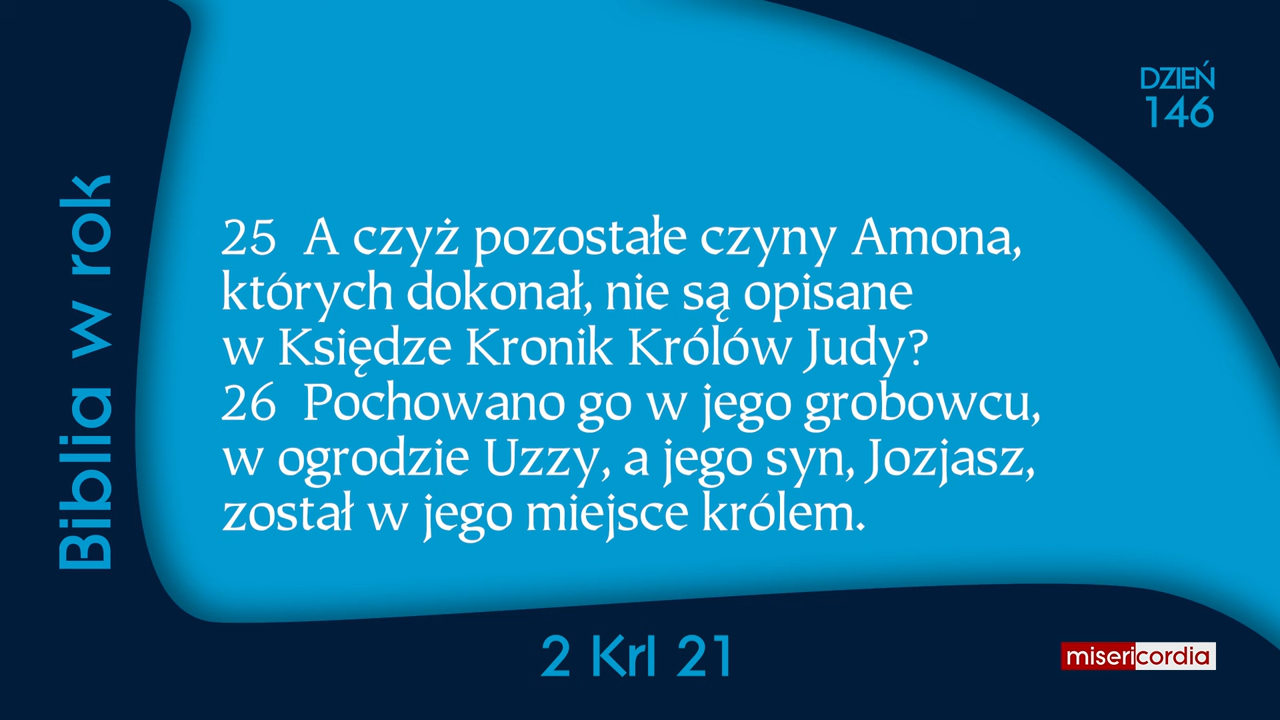 DZIEŃ
146
Biblia w rok
25 A czyż pozostałe czyny Amona,
których dokonał, nie są opisane
w Księdze Kronik Królów Judy?
26 Pochowano go w jego grobowcu,
w ogrodzie Uzzy, a jego syn, Jozjasz,
został w jego miejsce królem.
2 Krl 21
misericordia